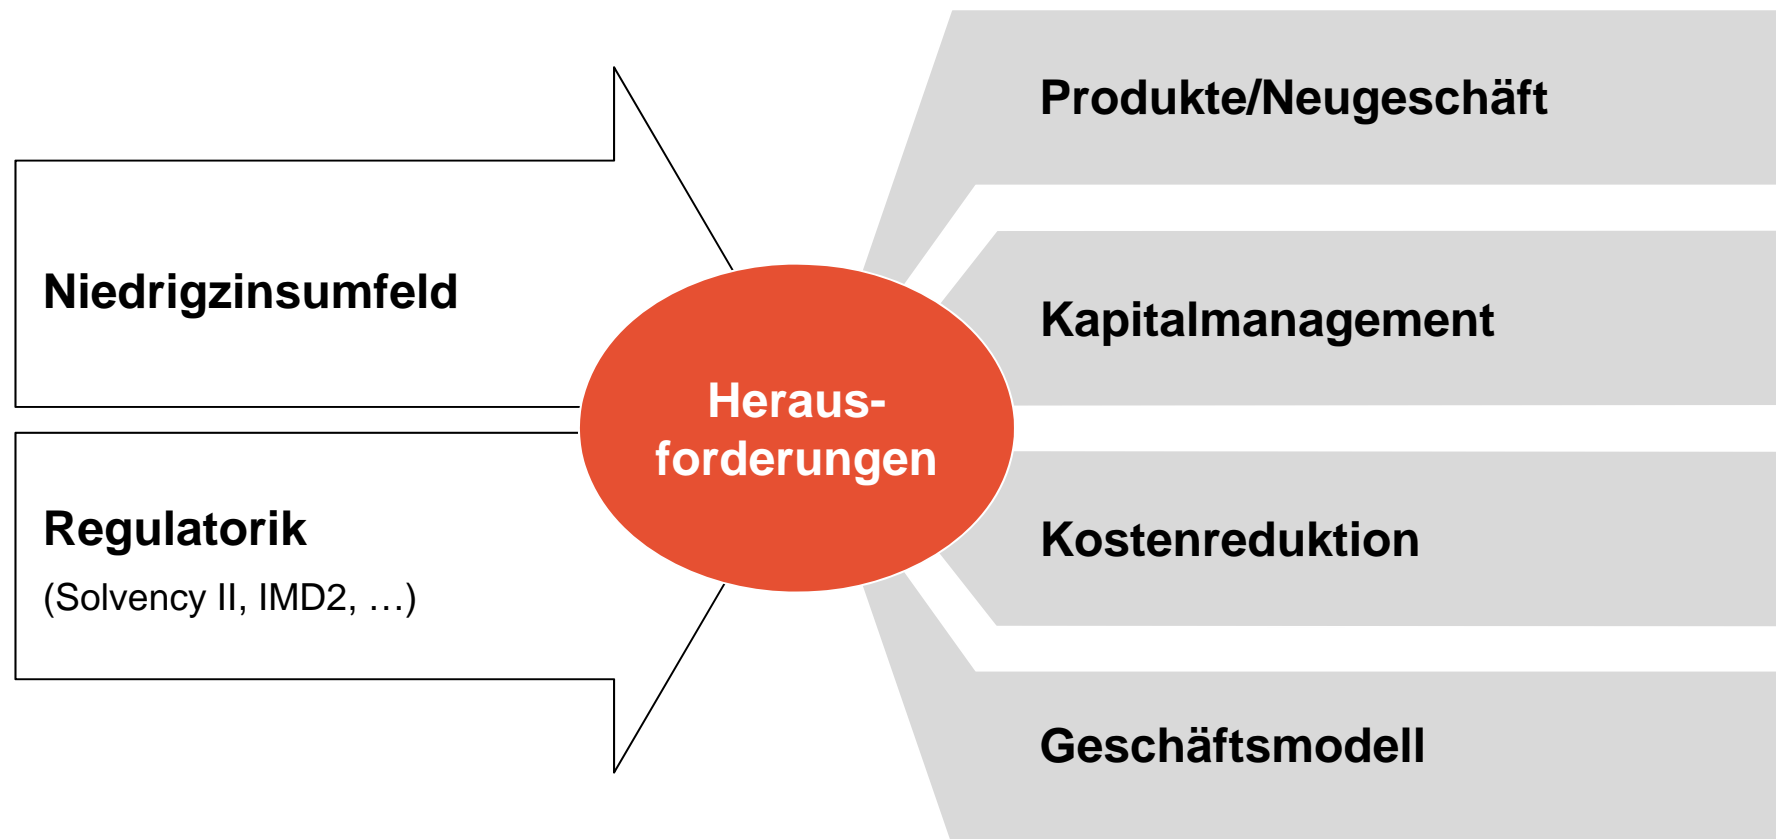 Niedrigzinsumfeld
Regulatorik
(Solvency II, IMD2, …)
Heraus-
forderungen
Produkte/Neugeschäft
Kapitalmanagement
Kostenreduktion
Geschäftsmodell